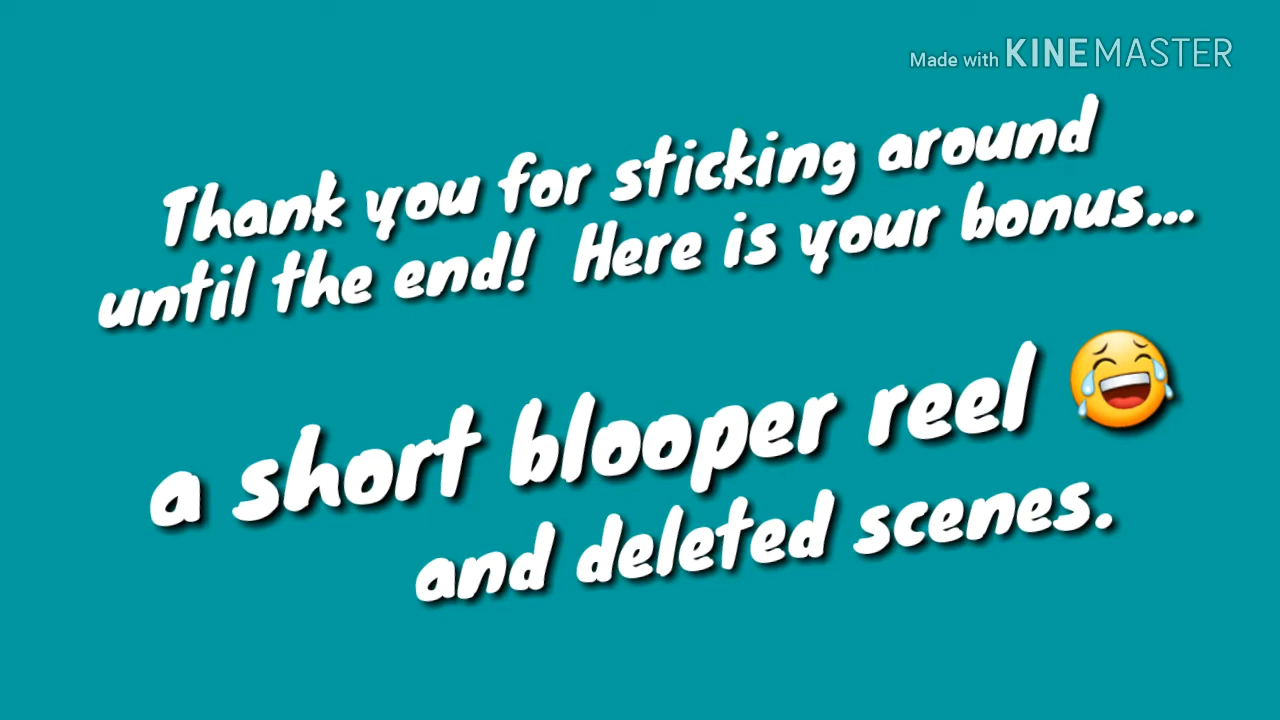 Made with KINEMASTER
Thank you for sticking around
until the end! Here is your bonus...
a short blooper reel 😂
and deleted scenes.